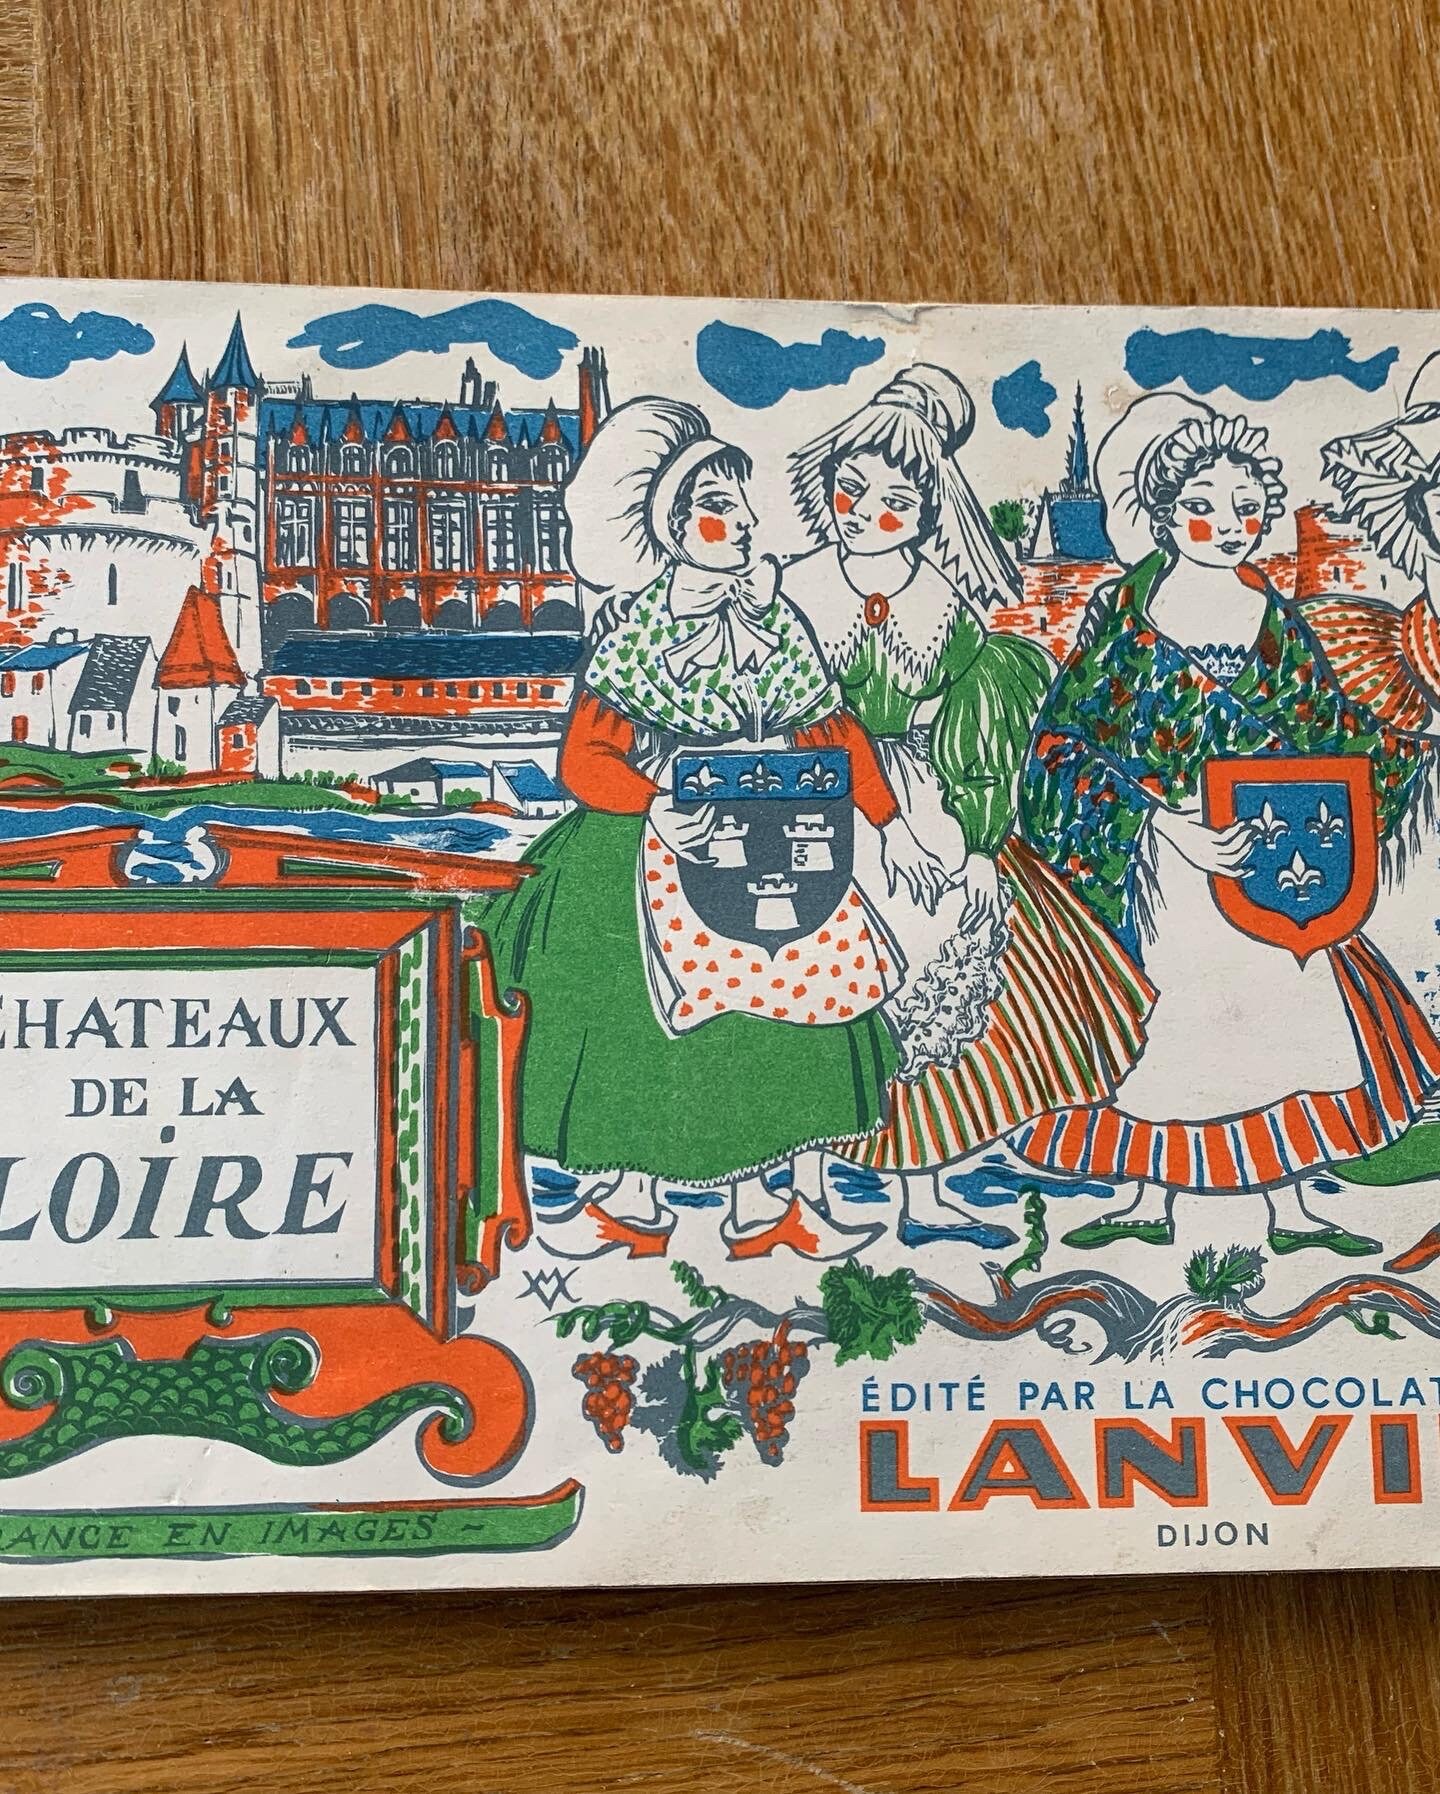 CHATEAUX
DE LA
LOiRE
RANCE EN IMAGES ~
ÉDITÉ PAR LA CHOCOLAT
LANVI
DIJON